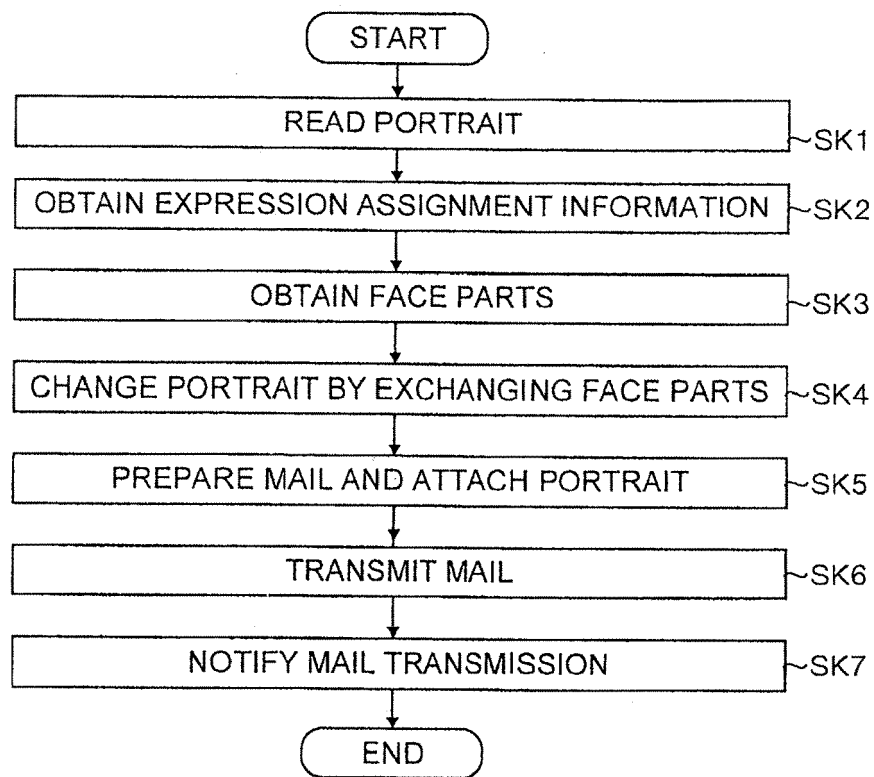 START
READ PORTRAIT
SK1
OBTAIN EXPRESSION ASSIGNMENT INFORMATION
SK2
OBTAIN FACE PARTS
SK3
CHANGE PORTRAIT BY EXCHANGING FACE PARTS
SK4
PREPARE MAIL AND ATTACH PORTRAIT
SK5
TRANSMIT MAIL
SK6
NOTIFY MAIL TRANSMISSION
SK7
END